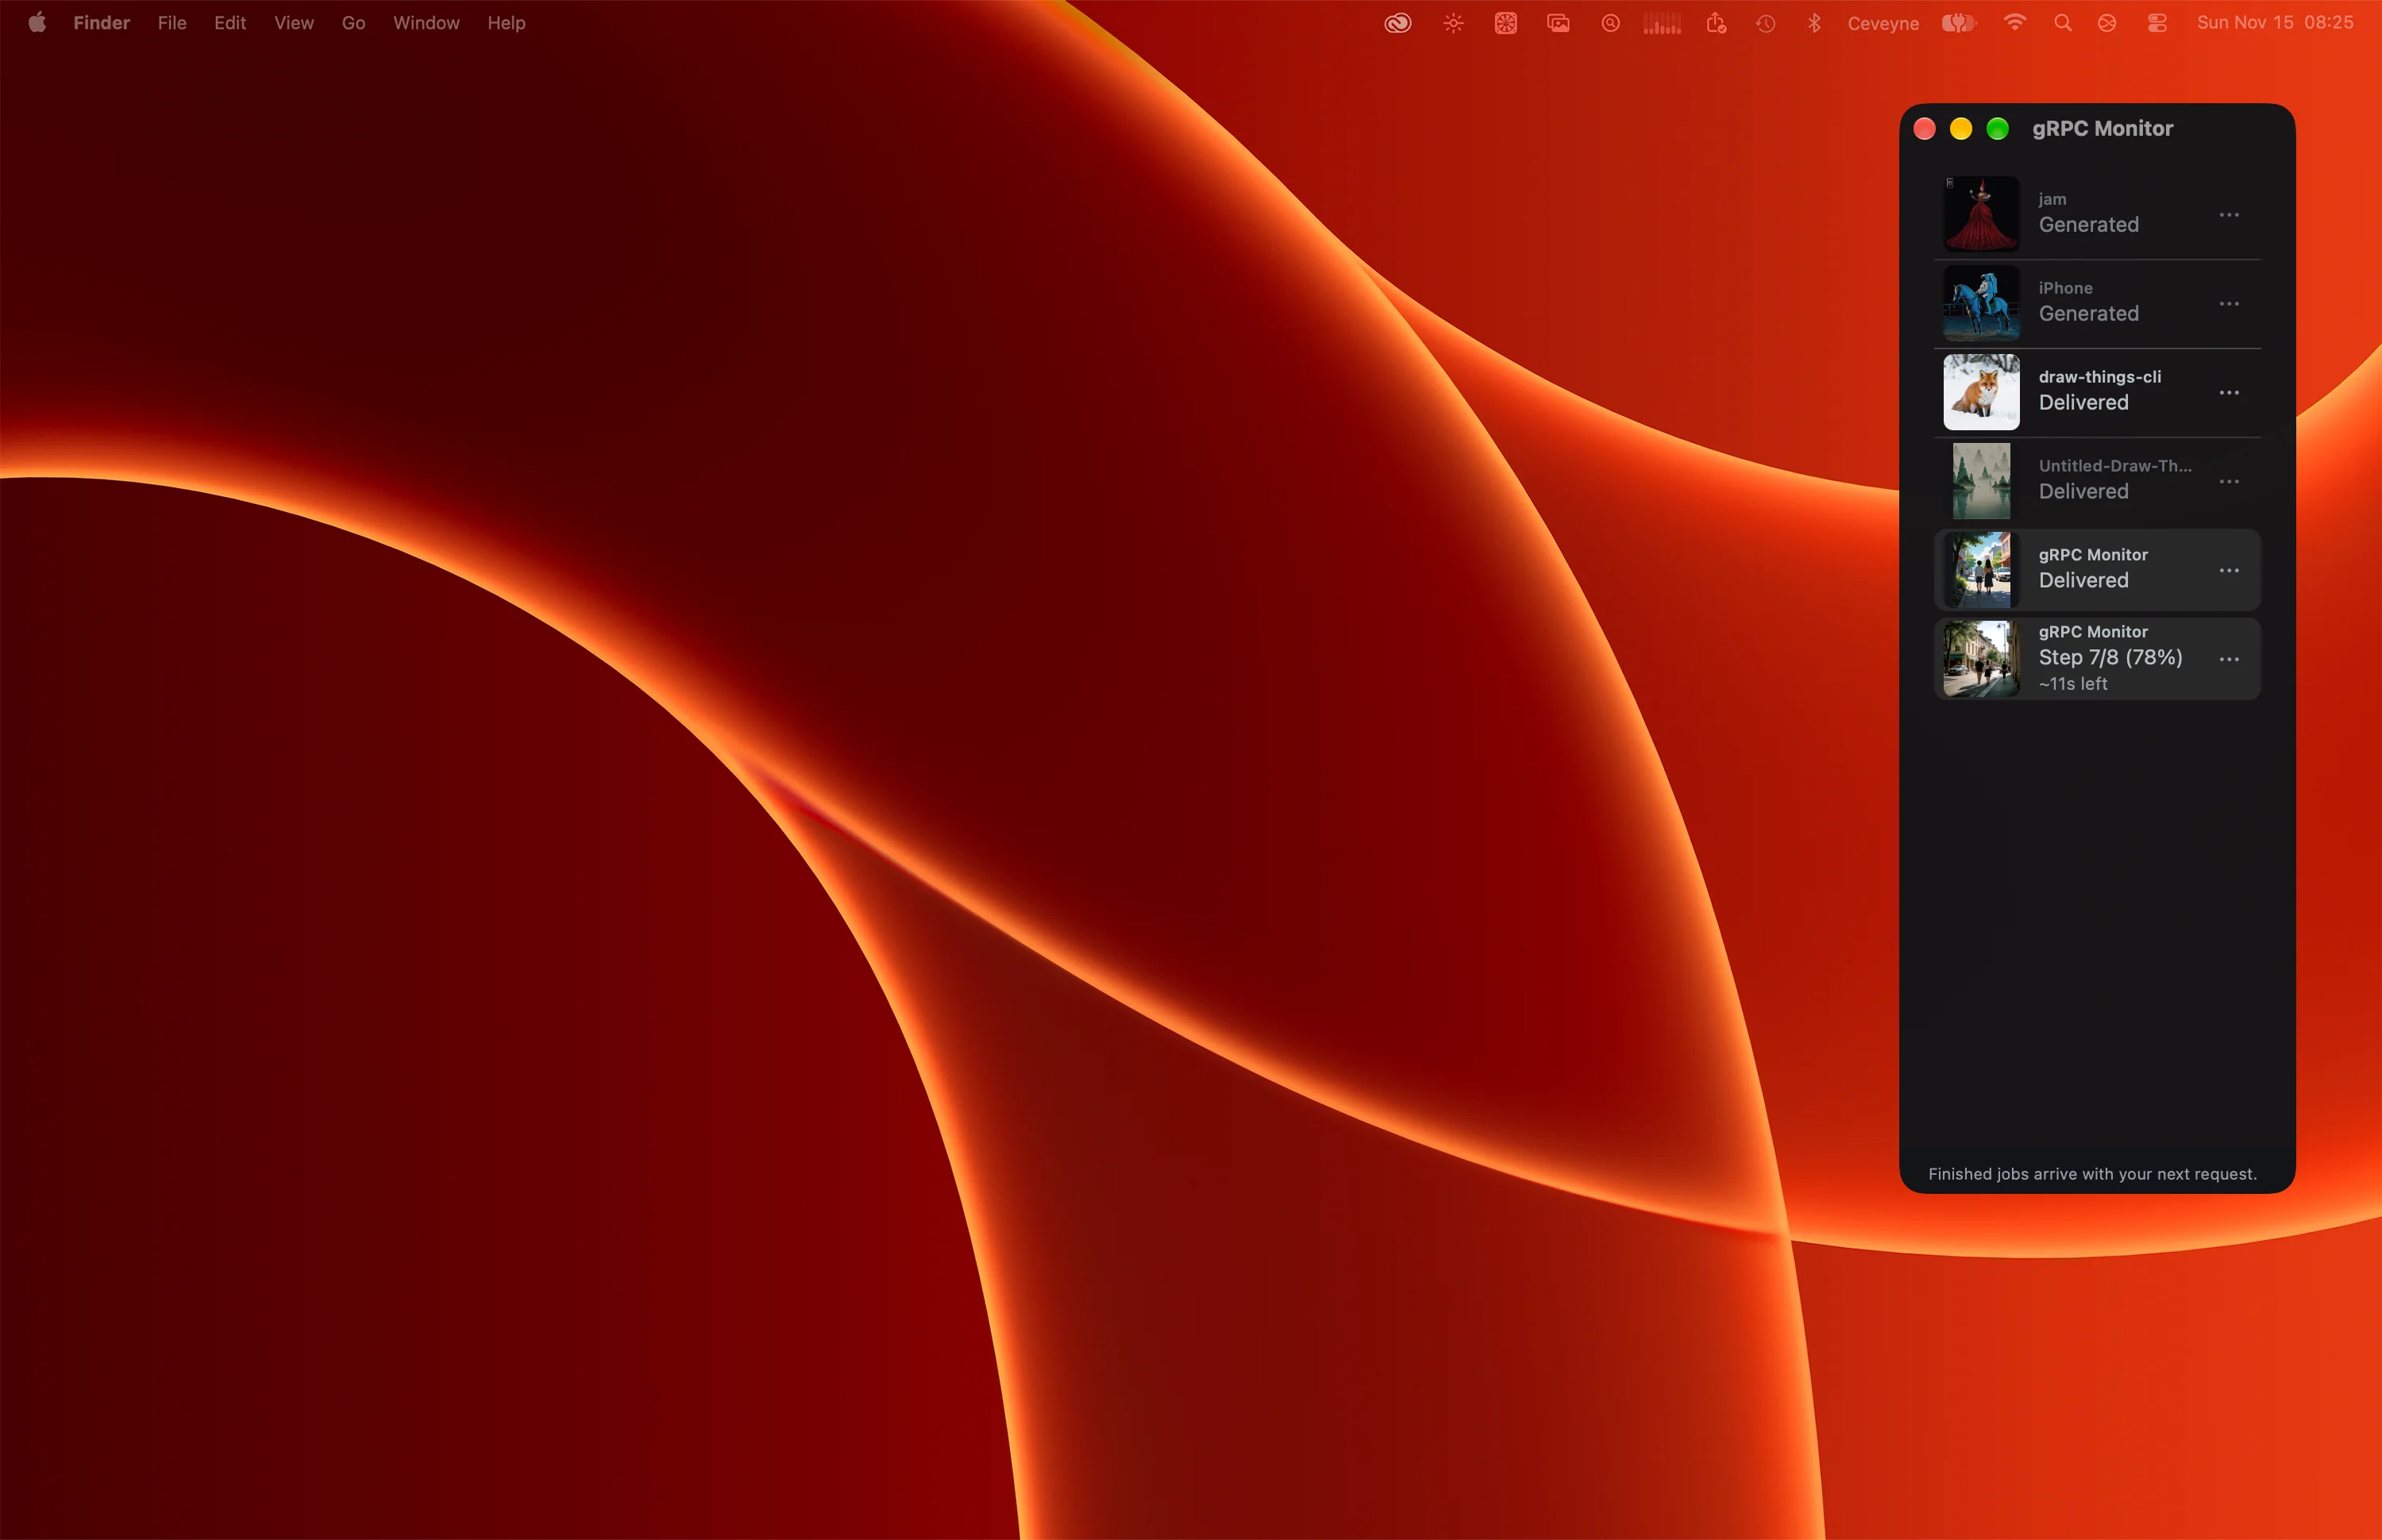 Finder File Edit View Go Window Help
Ceveyne Sun Nov 15 08:25
gRPC Monitor
jam
Generated
iPhone
Generated
draw-things-cli
Delivered
Untitled-Draw-Th...
Delivered
gRPC Monitor
Delivered
gRPC Monitor
Step 7/8 (78%)
~11s left
Finished jobs arrive with your next request.